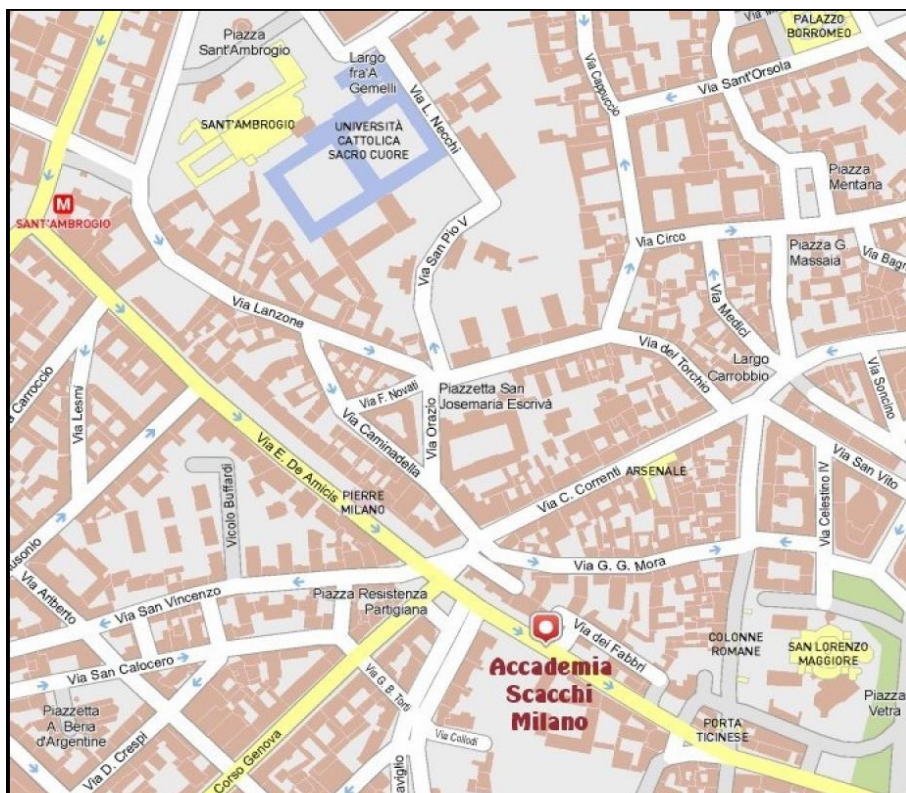 PALAZZO
BORROMEO
Piazza
Sant'Ambrogio
Largo
fra'A
Gemelli
Via Cappuccio
Via Sant'Orsola
Via L. Necchi
SANT'AMBROGIO
UNIVERSITÀ
CATTOLICA
SACRO CUORE
Piazza
Mentana
M
SANT'AMBROGIO
Via San Pio V
Via Circo
Piazza G.
Massaia
Via Bagn
Via Lanzone
Via Medici
Via del Torchio
Largo
Carrobbio
Via Soncino
Via Lesmi
Via F. Novati
Piazzetta San
Josemaria Escrivà
Via Orazio
Via Caminadella
Via E. De Amicis
Via San Vito
ARSENALE
Via C. Correnti
Via Celestino IV
Vicolo Buffardi
PIERRE
MILANO
Via G. G. Mora
Via Ariberto
Via San Vincenzo
Piazza Resistenza
Partigiana
Via dei Fabbri
COLONNE
ROMANE
SAN LORENZO
MAGGIORE
Via San Calocero
Accademia
Scacchi
Milano
Via G. B. Torti
Piazza
Vetra
Piazzetta
A. Beria
d'Argentine
Via D. Crespi
Corso Genova
Via Collodi
PORTA
TICINESE